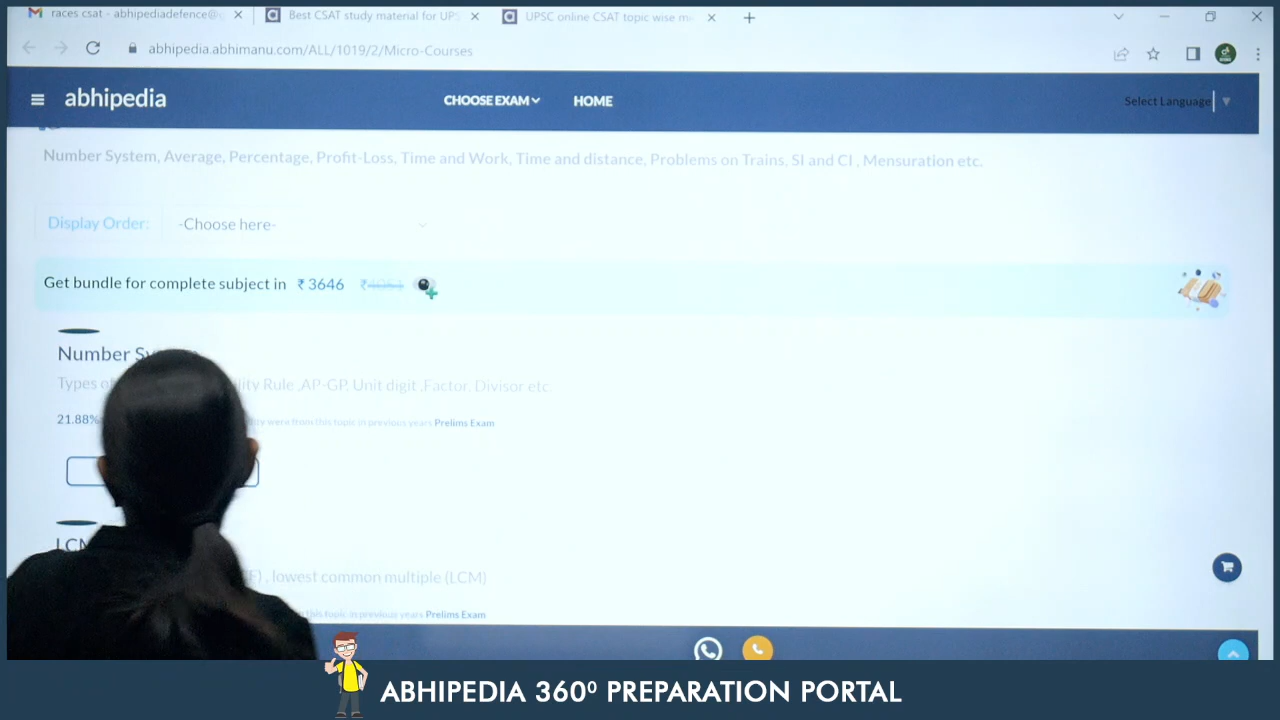 races csat - abhipediadefence@
Best CSAT study material for UPS
UPSC online CSAT topic wise mi
abhipedia.abhimanu.com/ALL/1019/2/Micro-Courses
abhipedia
CHOOSE EXAM
HOME
Select Language
Number System, Average, Percentage, Profit-Loss, Time and Work, Time and distance, Problems on Trains, SI and CI , Mensuration etc.
Display Order:
-Choose here-
Get bundle for complete subject in ₹ 3646 ₹
Number Sy
Types of lity Rule ,AP-GP, Unit digit ,Factor, Divisor etc.
21.88% lity were from this topic in previous years Prelims Exam
LCM
F) , lowest common multiple (LCM)
this topic in previous years Prelims Exam
ABHIPEDIA 360⁰ PREPARATION PORTAL